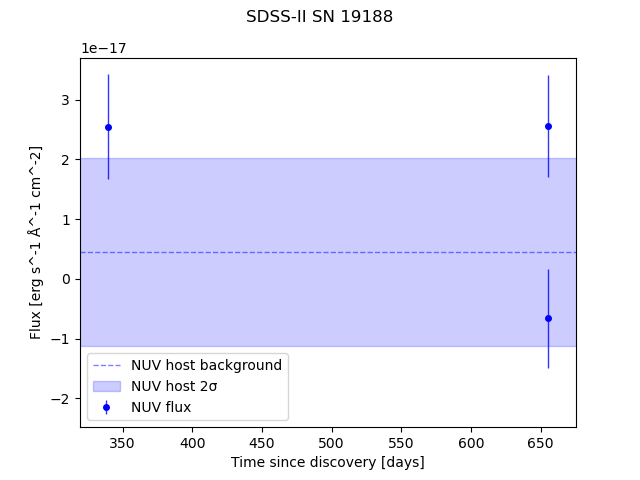 SDSS-II SN 19188
1e−17
3
2
1
0
−1
−2
Flux [erg s^-1 Å^-1 cm^-2]
NUV host background
NUV host 2σ
NUV flux
350 400 450 500 550 600 650
Time since discovery [days]